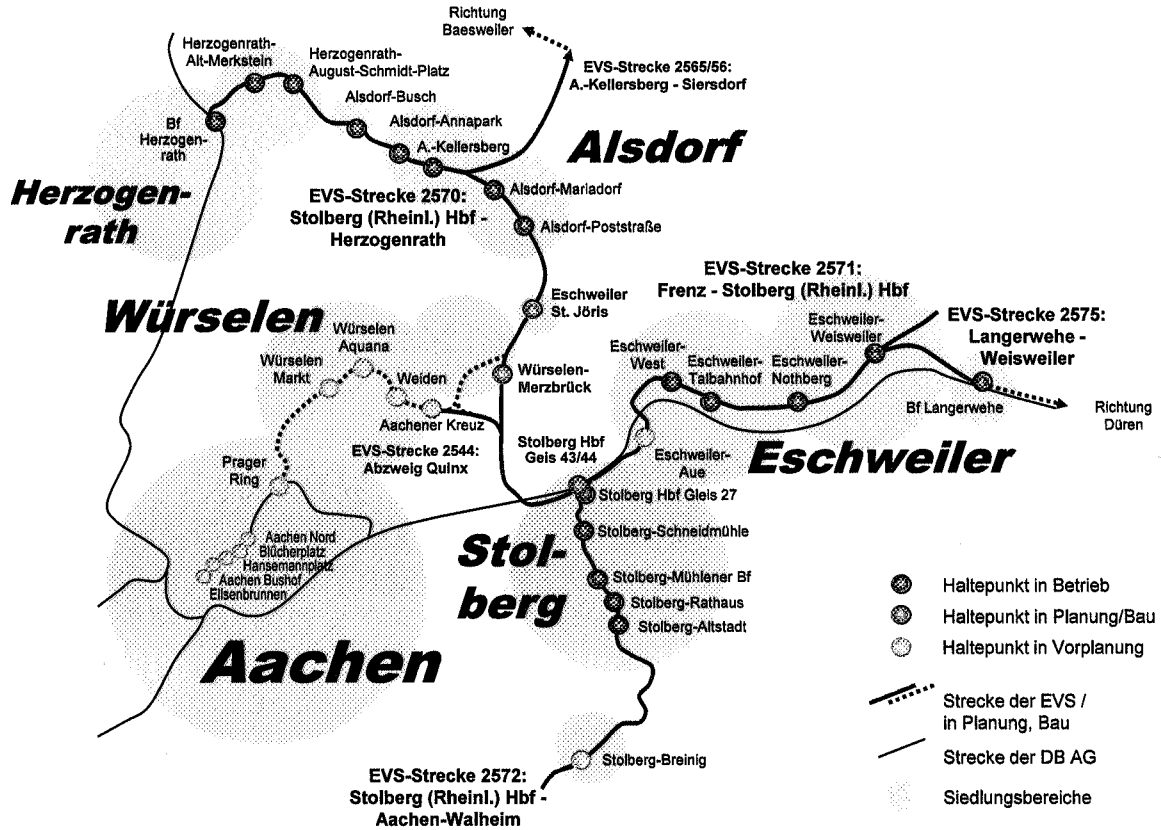 Richtung
Baesweiler
Herzogenrath-
Alt-Merkstein
Herzogenrath-
August-Schmidt-Platz
EVS-Strecke 2565/56:
A.-Kellersberg - Siersdorf
Alsdorf-Busch
Alsdorf-Annapark
A.-Kellersberg
Bf
Herzogen-
rath
Alsdorf
Herzogen-
rath
EVS-Strecke 2570:
Stolberg (Rheinl.) Hbf -
Herzogenrath
Alsdorf-Mariadorf
Alsdorf-Poststraße
EVS-Strecke 2571:
Frenz - Stolberg (Rheinl.) Hbf
Würselen
Eschweiler
St. Jöris
Eschweiler-
Weisweiler
EVS-Strecke 2575:
Langerwehe -
Weisweiler
Würselen
Aquana
Würselen
Markt
Weiden
Würselen-
Merzbrück
Eschweiler-
West
Eschweiler-
Talbahnhof
Eschweiler-
Nothberg
Bf Langerwehe
Richtung
Düren
Aachener Kreuz
EVS-Strecke 2544:
Abzweig Quinx
Stolberg Hbf
Gleis 43/44
Eschweiler-
Aue
Eschweiler
Prager
Ring
Stolberg Hbf Gleis 27
Stolberg-Schneidmühle
Aachen Nord
Blücherplatz
Hansemannplatz
Aachen Bushof
Elisenbrunnen
Stol-
berg
Stolberg-Mühlener Bf
Stolberg-Rathaus
Stolberg-Altstadt
Aachen
Haltepunkt in Betrieb
Haltepunkt in Planung/Bau
Haltepunkt in Vorplanung
Strecke der EVS /
in Planung, Bau
Strecke der DB AG
Siedlungsbereiche
Stolberg-Breinig
EVS-Strecke 2572:
Stolberg (Rheinl.) Hbf -
Aachen-Walheim